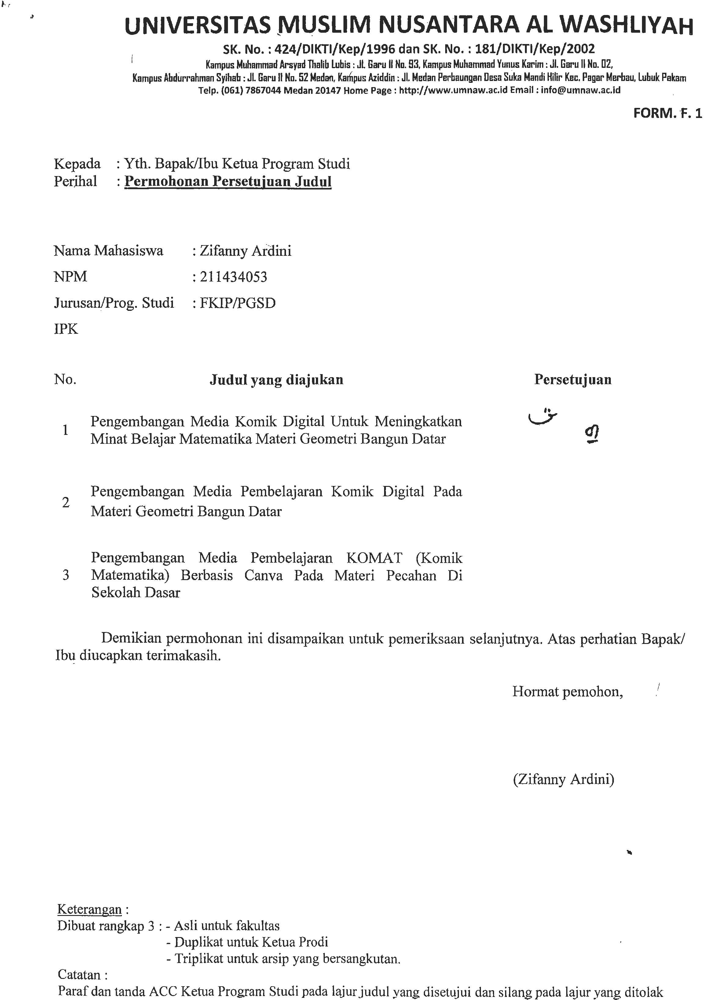 UNIVERSITAS MUSLIM NUSANTARA AL WASHLIYAH
SK. No. : 424/DIKTI/Kep/1996 dan SK. No. : 181/DIKTI/Kep/2002
Kampus Muhammad Arsyad Thalib Lubis : Jl. Garu II No. 93, Kampus Muhammad Yunus Karim : Jl. Garu II No. 02,
Kampus Abdurrahman Syihab : Jl. Garu II No. 52 Medan, Kampus Aziddin : Jl. Medan Perbaungan Desa Suka Mandi Hilir Kec. Pagar Merbau, Lubuk Pakam
Telp. (061) 7867044 Medan 20147 Home Page : http://www.umnaw.ac.id Email : info@umnaw.ac.id
FORM. F. 1
Kepada : Yth. Bapak/Ibu Ketua Program Studi
Perihal : Permohonan Persetujuan Judul
Nama Mahasiswa : Zifanny Ardini
NPM : 211434053
Jurusan/Prog. Studi : FKIP/PGSD
IPK
No. Judul yang diajukan Persetujuan
1 Pengembangan Media Komik Digital Untuk Meningkatkan
Minat Belajar Matematika Materi Geometri Bangun Datar
2 Pengembangan Media Pembelajaran Komik Digital Pada
Materi Geometri Bangun Datar
Pengembangan Media Pembelajaran KOMAT (Komik
3 Matematika) Berbasis Canva Pada Materi Pecahan Di
Sekolah Dasar
Demikian permohonan ini disampaikan untuk pemeriksaan selanjutnya. Atas perhatian Bapak/
Ibu diucapkan terimakasih.
Hormat pemohon,
(Zifanny Ardini)
Keterangan :
Dibuat rangkap 3 : - Asli untuk fakultas
- Duplikat untuk Ketua Prodi
- Triplikat untuk arsip yang bersangkutan.
Catatan :
Paraf dan tanda ACC Ketua Program Studi pada lajur judul yang disetujui dan silang pada lajur yang ditolak